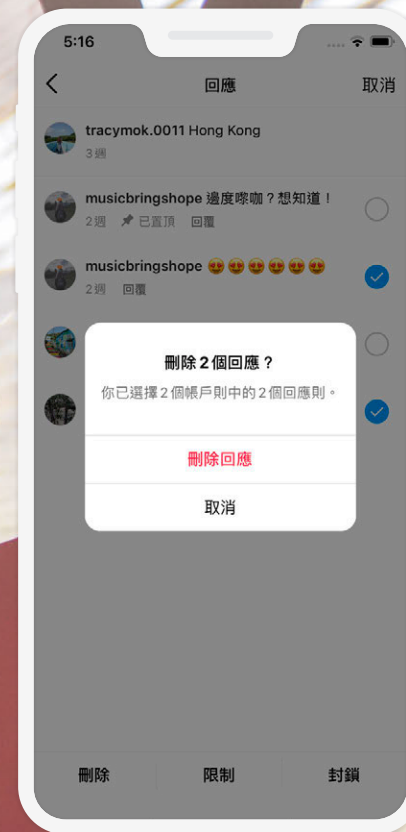 5:16
回應
取消
tracymok.0011 Hong Kong
3週
musicbringshope 邊度嚟咖？想知道！
2週 已置頂 回覆
musicbringshope 😍😍😍😍😍😍
2週 回覆
刪除2個回應？
你已選擇2個帳戶則中的2個回應則。
刪除回應
取消
刪除
限制
封鎖